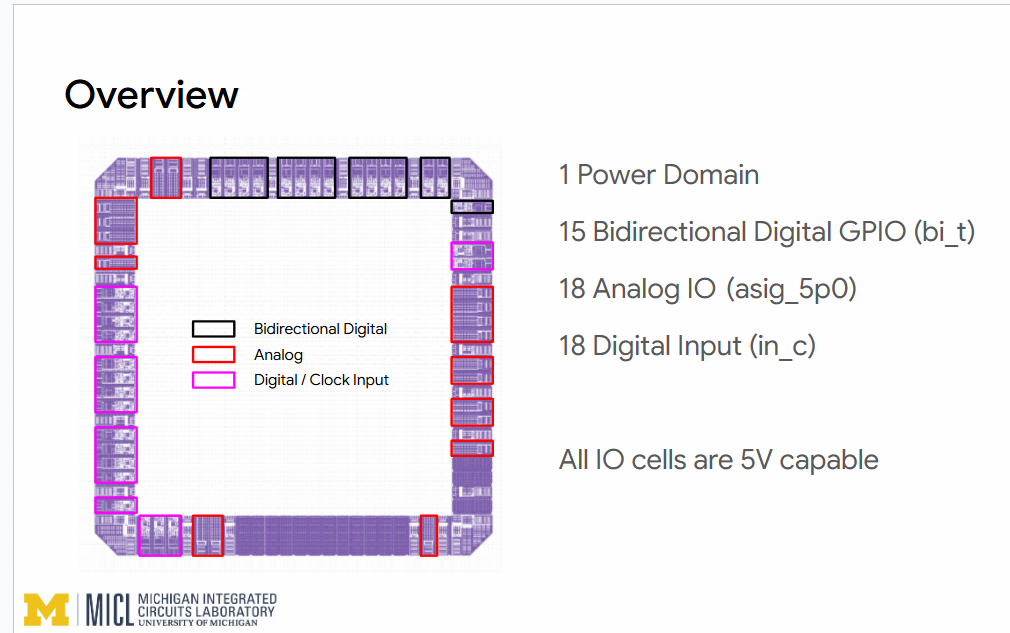 Overview
1 Power Domain
15 Bidirectional Digital GPIO (bi_t)
18 Analog IO (asig_5p0)
18 Digital Input (in_c)
All IO cells are 5V capable
Bidirectional Digital
Analog
Digital / Clock Input
M
MICL
MICHIGAN INTEGRATED
CIRCUITS LABORATORY
UNIVERSITY OF MICHIGAN